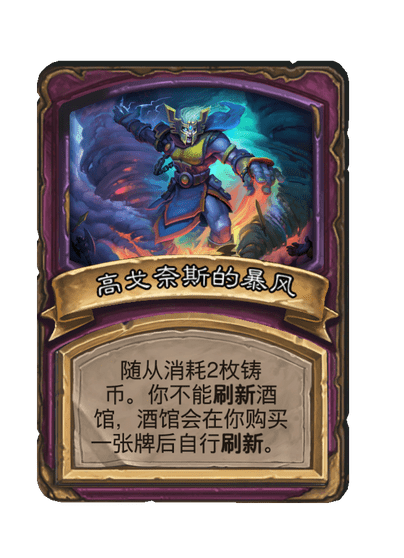 高戈奈斯的暴风
随从消耗2枚铸
币。你不能刷新酒
馆，酒馆会在你购买
一张牌后自行刷新。